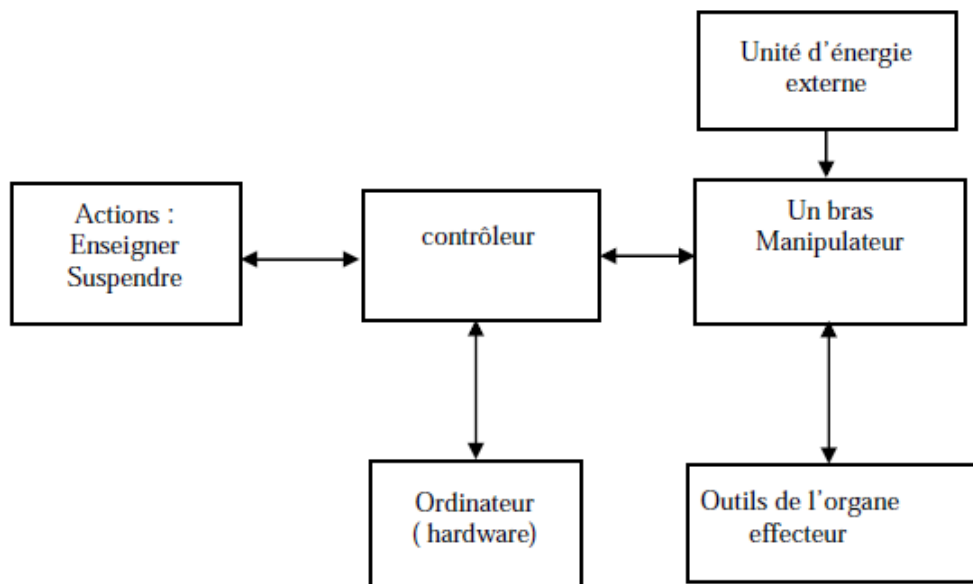 Unité d'énergie
externe
Actions :
Enseigner
Suspendre
contrôleur
Un bras
Manipulateur
Ordinateur
( hardware)
Outils de l'organe
effecteur